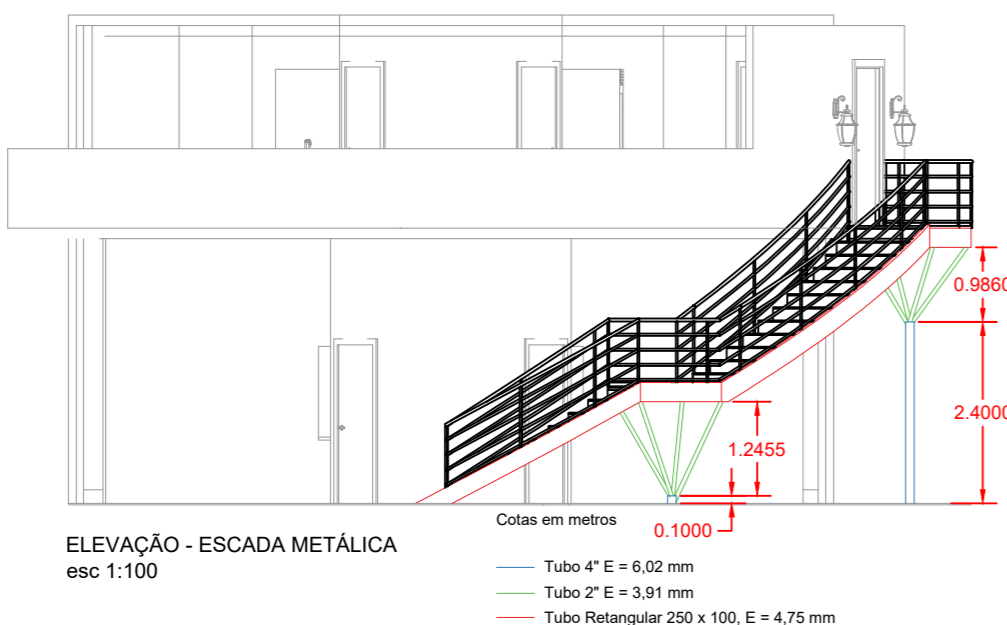 0.9860
2.4000
1.2455
0.1000
Cotas em metros
ELEVAÇÃO - ESCADA METÁLICA
esc 1:100
Tubo 4" E = 6,02 mm
Tubo 2" E = 3,91 mm
Tubo Retangular 250 x 100, E = 4,75 mm